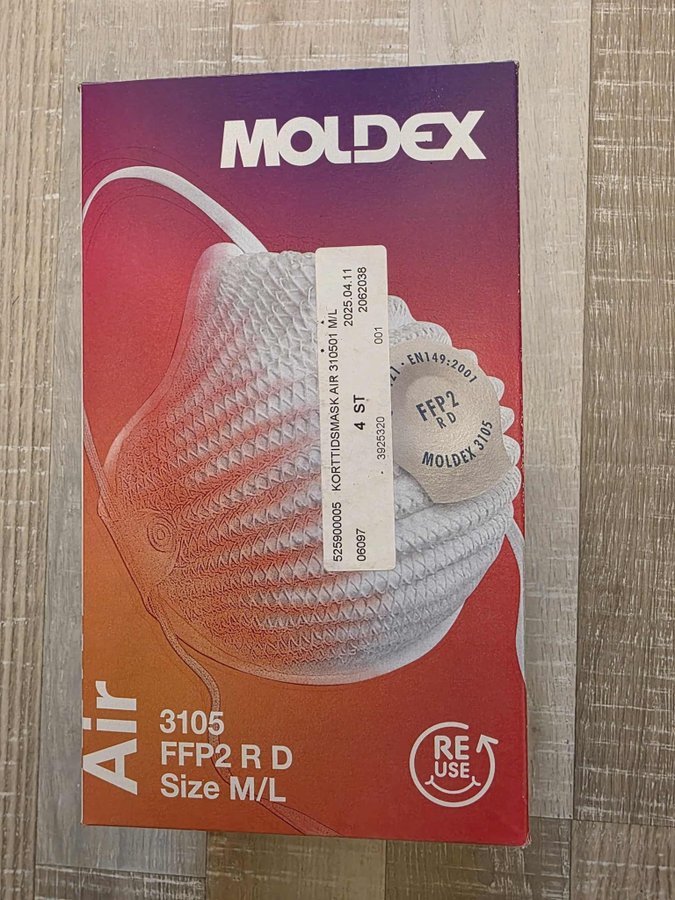 MOLDEX
525900005 KORTTIDSMASK AIR 310501 M/L
4 ST 2025.04.11
06097 3925320 001 2062038
· EN149:2001
FFP2
R D
MOLDEX 3105
Air
3105
FFP2 R D
Size M/L
RE
USE